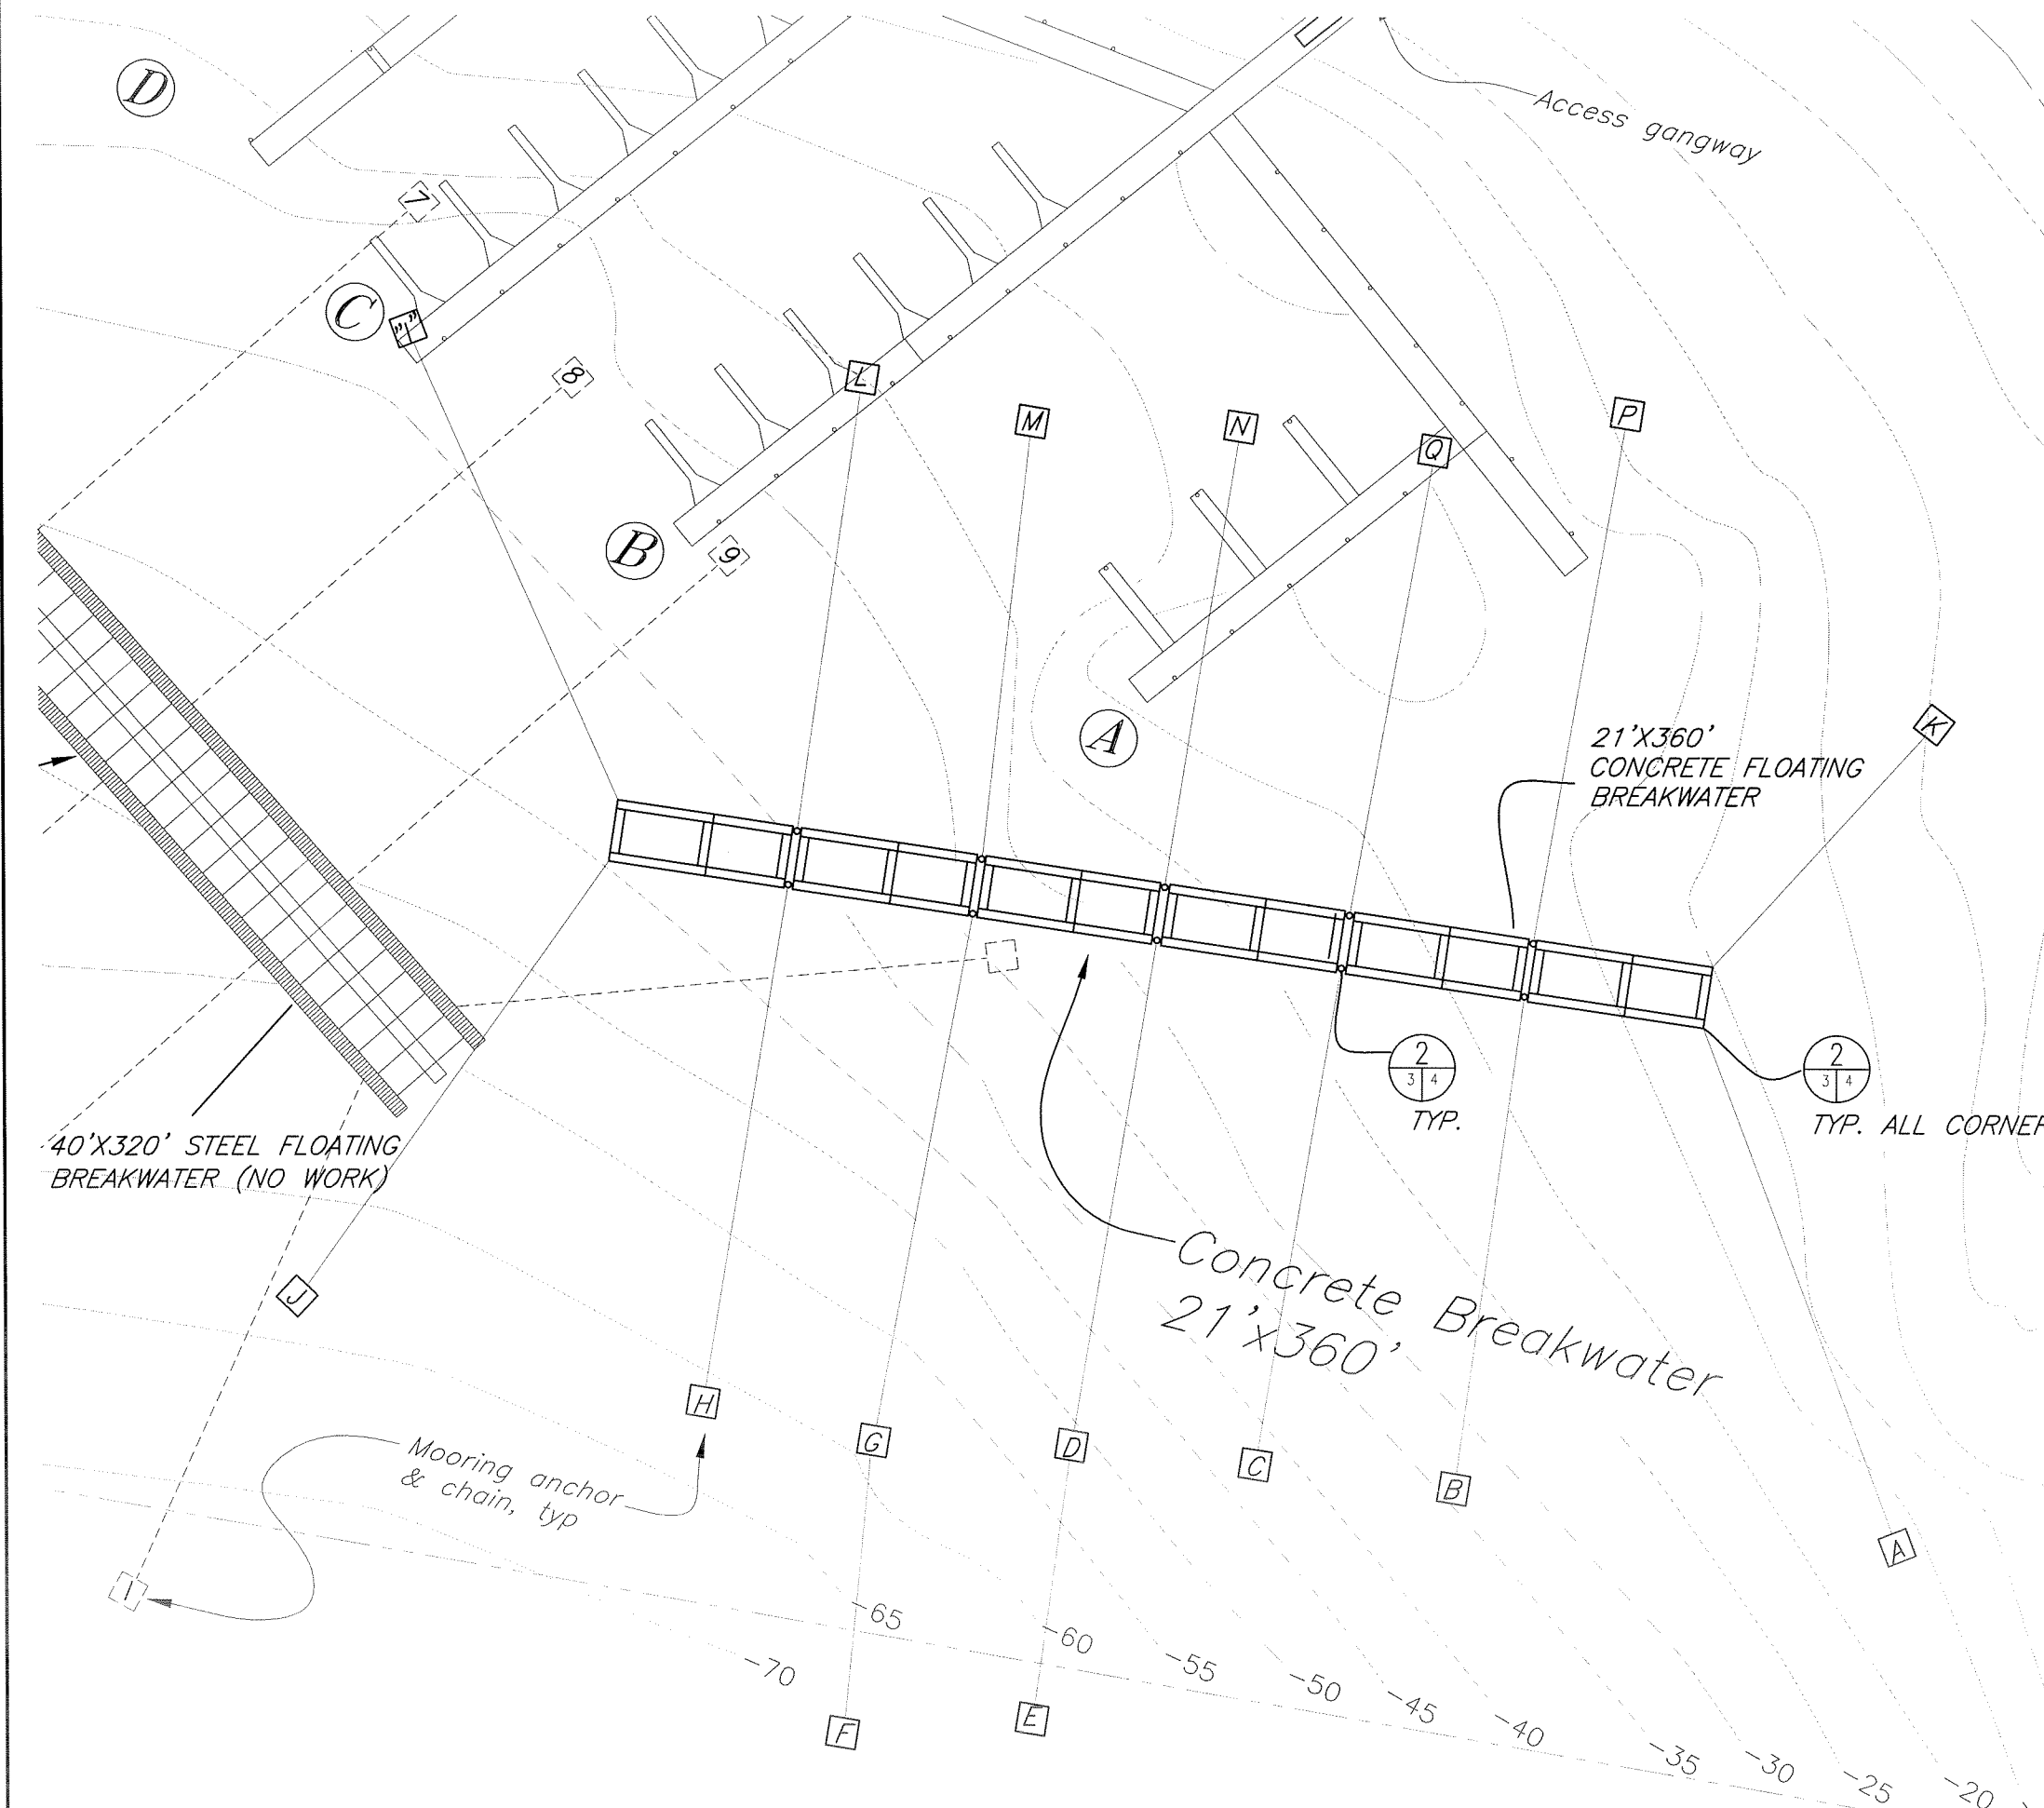 D
Access gangway
7
C
"I"
8
L
M
N
P
Q
B
9
K
A
21'X360'
CONCRETE FLOATING
BREAKWATER
2
3 4
TYP.
2
3 4
TYP. ALL CORNER
40'X320' STEEL FLOATING
BREAKWATER (NO WORK)
Concrete Breakwater
21'x360'
J
H
G
D
C
B
A
Mooring anchor
& chain, typ
1
F
E
-70
-65
-60
-55
-50
-45
-40
-35
-30
-25
-20